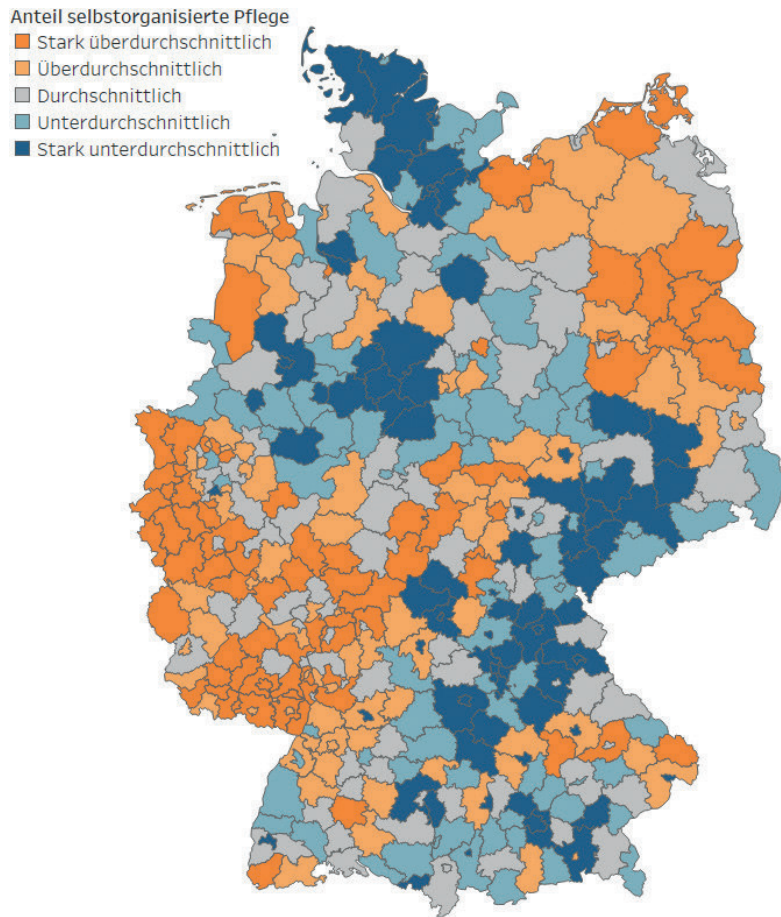 Anteil selbstorganisierte Pflege
Stark überdurchschnittlich
Überdurchschnittlich
Durchschnittlich
Unterdurchschnittlich
Stark unterdurchschnittlich